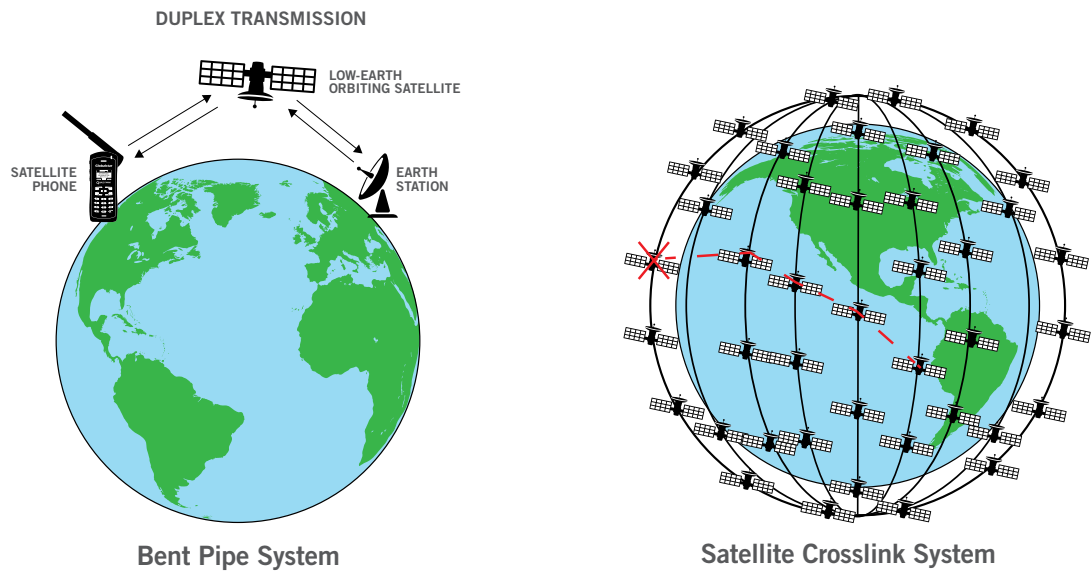 DUPLEX TRANSMISSION
LOW-EARTH
ORBITING SATELLITE
SATELLITE
PHONE
EARTH
STATION
Bent Pipe System
Satellite Crosslink System